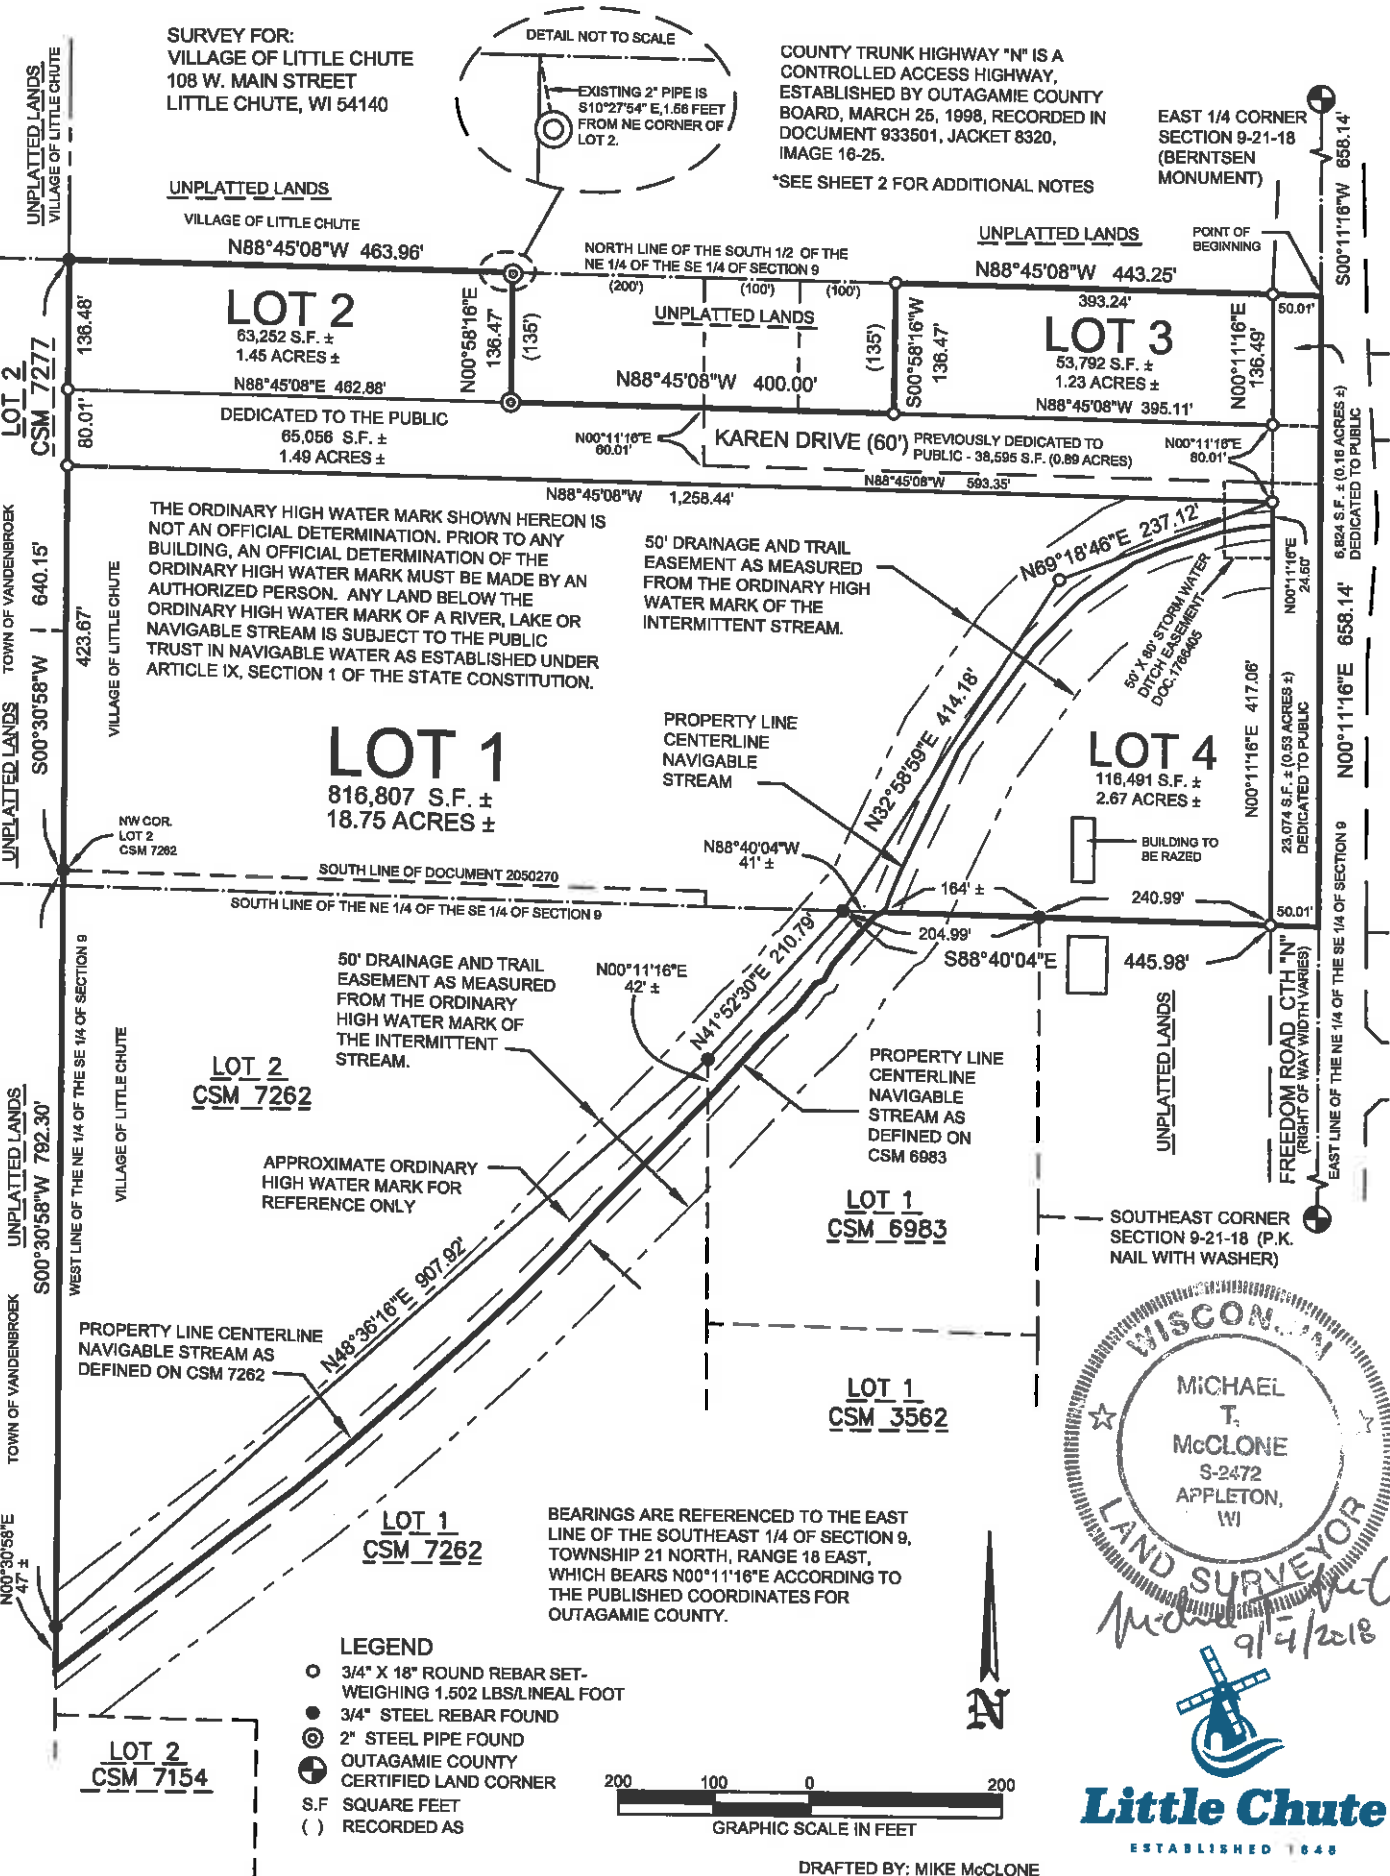 SURVEY FOR:
VILLAGE OF LITTLE CHUTE
108 W. MAIN STREET
LITTLE CHUTE, WI 54140
DETAIL NOT TO SCALE
EXISTING 2" PIPE IS
S10°27'54" E,1.56 FEET
FROM NE CORNER OF
LOT 2.
COUNTY TRUNK HIGHWAY "N" IS A
CONTROLLED ACCESS HIGHWAY,
ESTABLISHED BY OUTAGAMIE COUNTY
BOARD, MARCH 25, 1998, RECORDED IN
DOCUMENT 933501, JACKET 8320,
IMAGE 16-25.
*SEE SHEET 2 FOR ADDITIONAL NOTES
EAST 1/4 CORNER
SECTION 9-21-18
(BERNTSEN
MONUMENT)
S00°11'16"W 658.14'
UNPLATTED LANDS
VILLAGE OF LITTLE CHUTE
UNPLATTED LANDS
VILLAGE OF LITTLE CHUTE
N88°45'08"W 463.96'
NORTH LINE OF THE SOUTH 1/2 OF THE
NE 1/4 OF THE SE 1/4 OF SECTION 9
(200')
(100')
(100')
UNPLATTED LANDS
UNPLATTED LANDS
N88°45'08"W 443.25'
393.24'
POINT OF
BEGINNING
50.01'
LOT 2
CSM 7277
136.48'
LOT 2
63,252 S.F. ±
1.45 ACRES ±
N88°45'08"E 462.88'
N00°58'16"E
136.47'
(135')
N88°45'08"W 400.00'
(135')
S00°58'16"W
136.47'
LOT 3
53,792 S.F. ±
1.23 ACRES ±
N88°45'08"W 395.11'
N00°11'16"E
136.49'
6,824 S.F. ± (0.16 ACRES ±)
DEDICATED TO PUBLIC
80.01'
DEDICATED TO THE PUBLIC
65,056 S.F. ±
1.49 ACRES ±
N00°11'16"E
60.01'
KAREN DRIVE (60')
PREVIOUSLY DEDICATED TO
PUBLIC - 38,595 S.F. (0.89 ACRES)
N00°11'16"E
80.01'
N88°45'08"W 1,258.44'
N88°45'08"W 593.35'
UNPLATTED LANDS
TOWN OF VANDENBROEK
S00°30'58"W 640.15'
423.67'
VILLAGE OF LITTLE CHUTE
THE ORDINARY HIGH WATER MARK SHOWN HEREON IS
NOT AN OFFICIAL DETERMINATION. PRIOR TO ANY
BUILDING, AN OFFICIAL DETERMINATION OF THE
ORDINARY HIGH WATER MARK MUST BE MADE BY AN
AUTHORIZED PERSON. ANY LAND BELOW THE
ORDINARY HIGH WATER MARK OF A RIVER, LAKE OR
NAVIGABLE STREAM IS SUBJECT TO THE PUBLIC
TRUST IN NAVIGABLE WATER AS ESTABLISHED UNDER
ARTICLE IX, SECTION 1 OF THE STATE CONSTITUTION.
50' DRAINAGE AND TRAIL
EASEMENT AS MEASURED
FROM THE ORDINARY HIGH
WATER MARK OF THE
INTERMITTENT STREAM.
N69°18'46"E 237.12'
50' X 80' STORM WATER
DITCH EASEMENT
DOC.1766405
N00°11'16"E
24.50'
N00°11'16"E 658.14'
LOT 1
816,807 S.F. ±
18.75 ACRES ±
PROPERTY LINE
CENTERLINE
NAVIGABLE
STREAM
N32°58'59"E 414.18'
LOT 4
116,491 S.F. ±
2.67 ACRES ±
N00°11'16"E 417.06'
23,074 S.F. ± (0.53 ACRES ±)
DEDICATED TO PUBLIC
BUILDING TO
BE RAZED
NW COR.
LOT 2
CSM 7262
N88°40'04"W
41' ±
SOUTH LINE OF DOCUMENT 2050270
SOUTH LINE OF THE NE 1/4 OF THE SE 1/4 OF SECTION 9
164' ±
240.99'
50.01'
204.99'
S88°40'04"E
445.98'
EAST LINE OF THE NE 1/4 OF THE SE 1/4 OF SECTION 9
FREEDOM ROAD CTH "N"
(RIGHT OF WAY WIDTH VARIES)
UNPLATTED LANDS
WEST LINE OF THE NE 1/4 OF THE SE 1/4 OF SECTION 9
VILLAGE OF LITTLE CHUTE
50' DRAINAGE AND TRAIL
EASEMENT AS MEASURED
FROM THE ORDINARY
HIGH WATER MARK OF
THE INTERMITTENT
STREAM.
N00°11'16"E
42' ±
N41°52'30"E 210.79'
LOT 2
CSM 7262
PROPERTY LINE
CENTERLINE
NAVIGABLE
STREAM AS
DEFINED ON
CSM 6983
APPROXIMATE ORDINARY
HIGH WATER MARK FOR
REFERENCE ONLY
LOT 1
CSM 6983
SOUTHEAST CORNER
SECTION 9-21-18 (P.K.
NAIL WITH WASHER)
UNPLATTED LANDS
TOWN OF VANDENBROEK
S00°30'58"W 792.30'
N48°36'16"E 907.92'
PROPERTY LINE CENTERLINE
NAVIGABLE STREAM AS
DEFINED ON CSM 7262
LOT 1
CSM 3562
WISCON
MICHAEL
T.
McCLONE
S-2472
APPLETON,
WI
LAND SURVEYOR
9/4/2018
N00°30'58"E
47' ±
LOT 1
CSM 7262
BEARINGS ARE REFERENCED TO THE EAST
LINE OF THE SOUTHEAST 1/4 OF SECTION 9,
TOWNSHIP 21 NORTH, RANGE 18 EAST,
WHICH BEARS N00°11'16"E ACCORDING TO
THE PUBLISHED COORDINATES FOR
OUTAGAMIE COUNTY.
LEGEND
3/4" X 18" ROUND REBAR SET-
WEIGHING 1.502 LBS/LINEAL FOOT
3/4" STEEL REBAR FOUND
2" STEEL PIPE FOUND
OUTAGAMIE COUNTY
CERTIFIED LAND CORNER
S.F SQUARE FEET
( ) RECORDED AS
N
LOT 2
CSM 7154
200 100 0 200
GRAPHIC SCALE IN FEET
Little Chute
ESTABLISHED 1848
DRAFTED BY: MIKE McCLONE